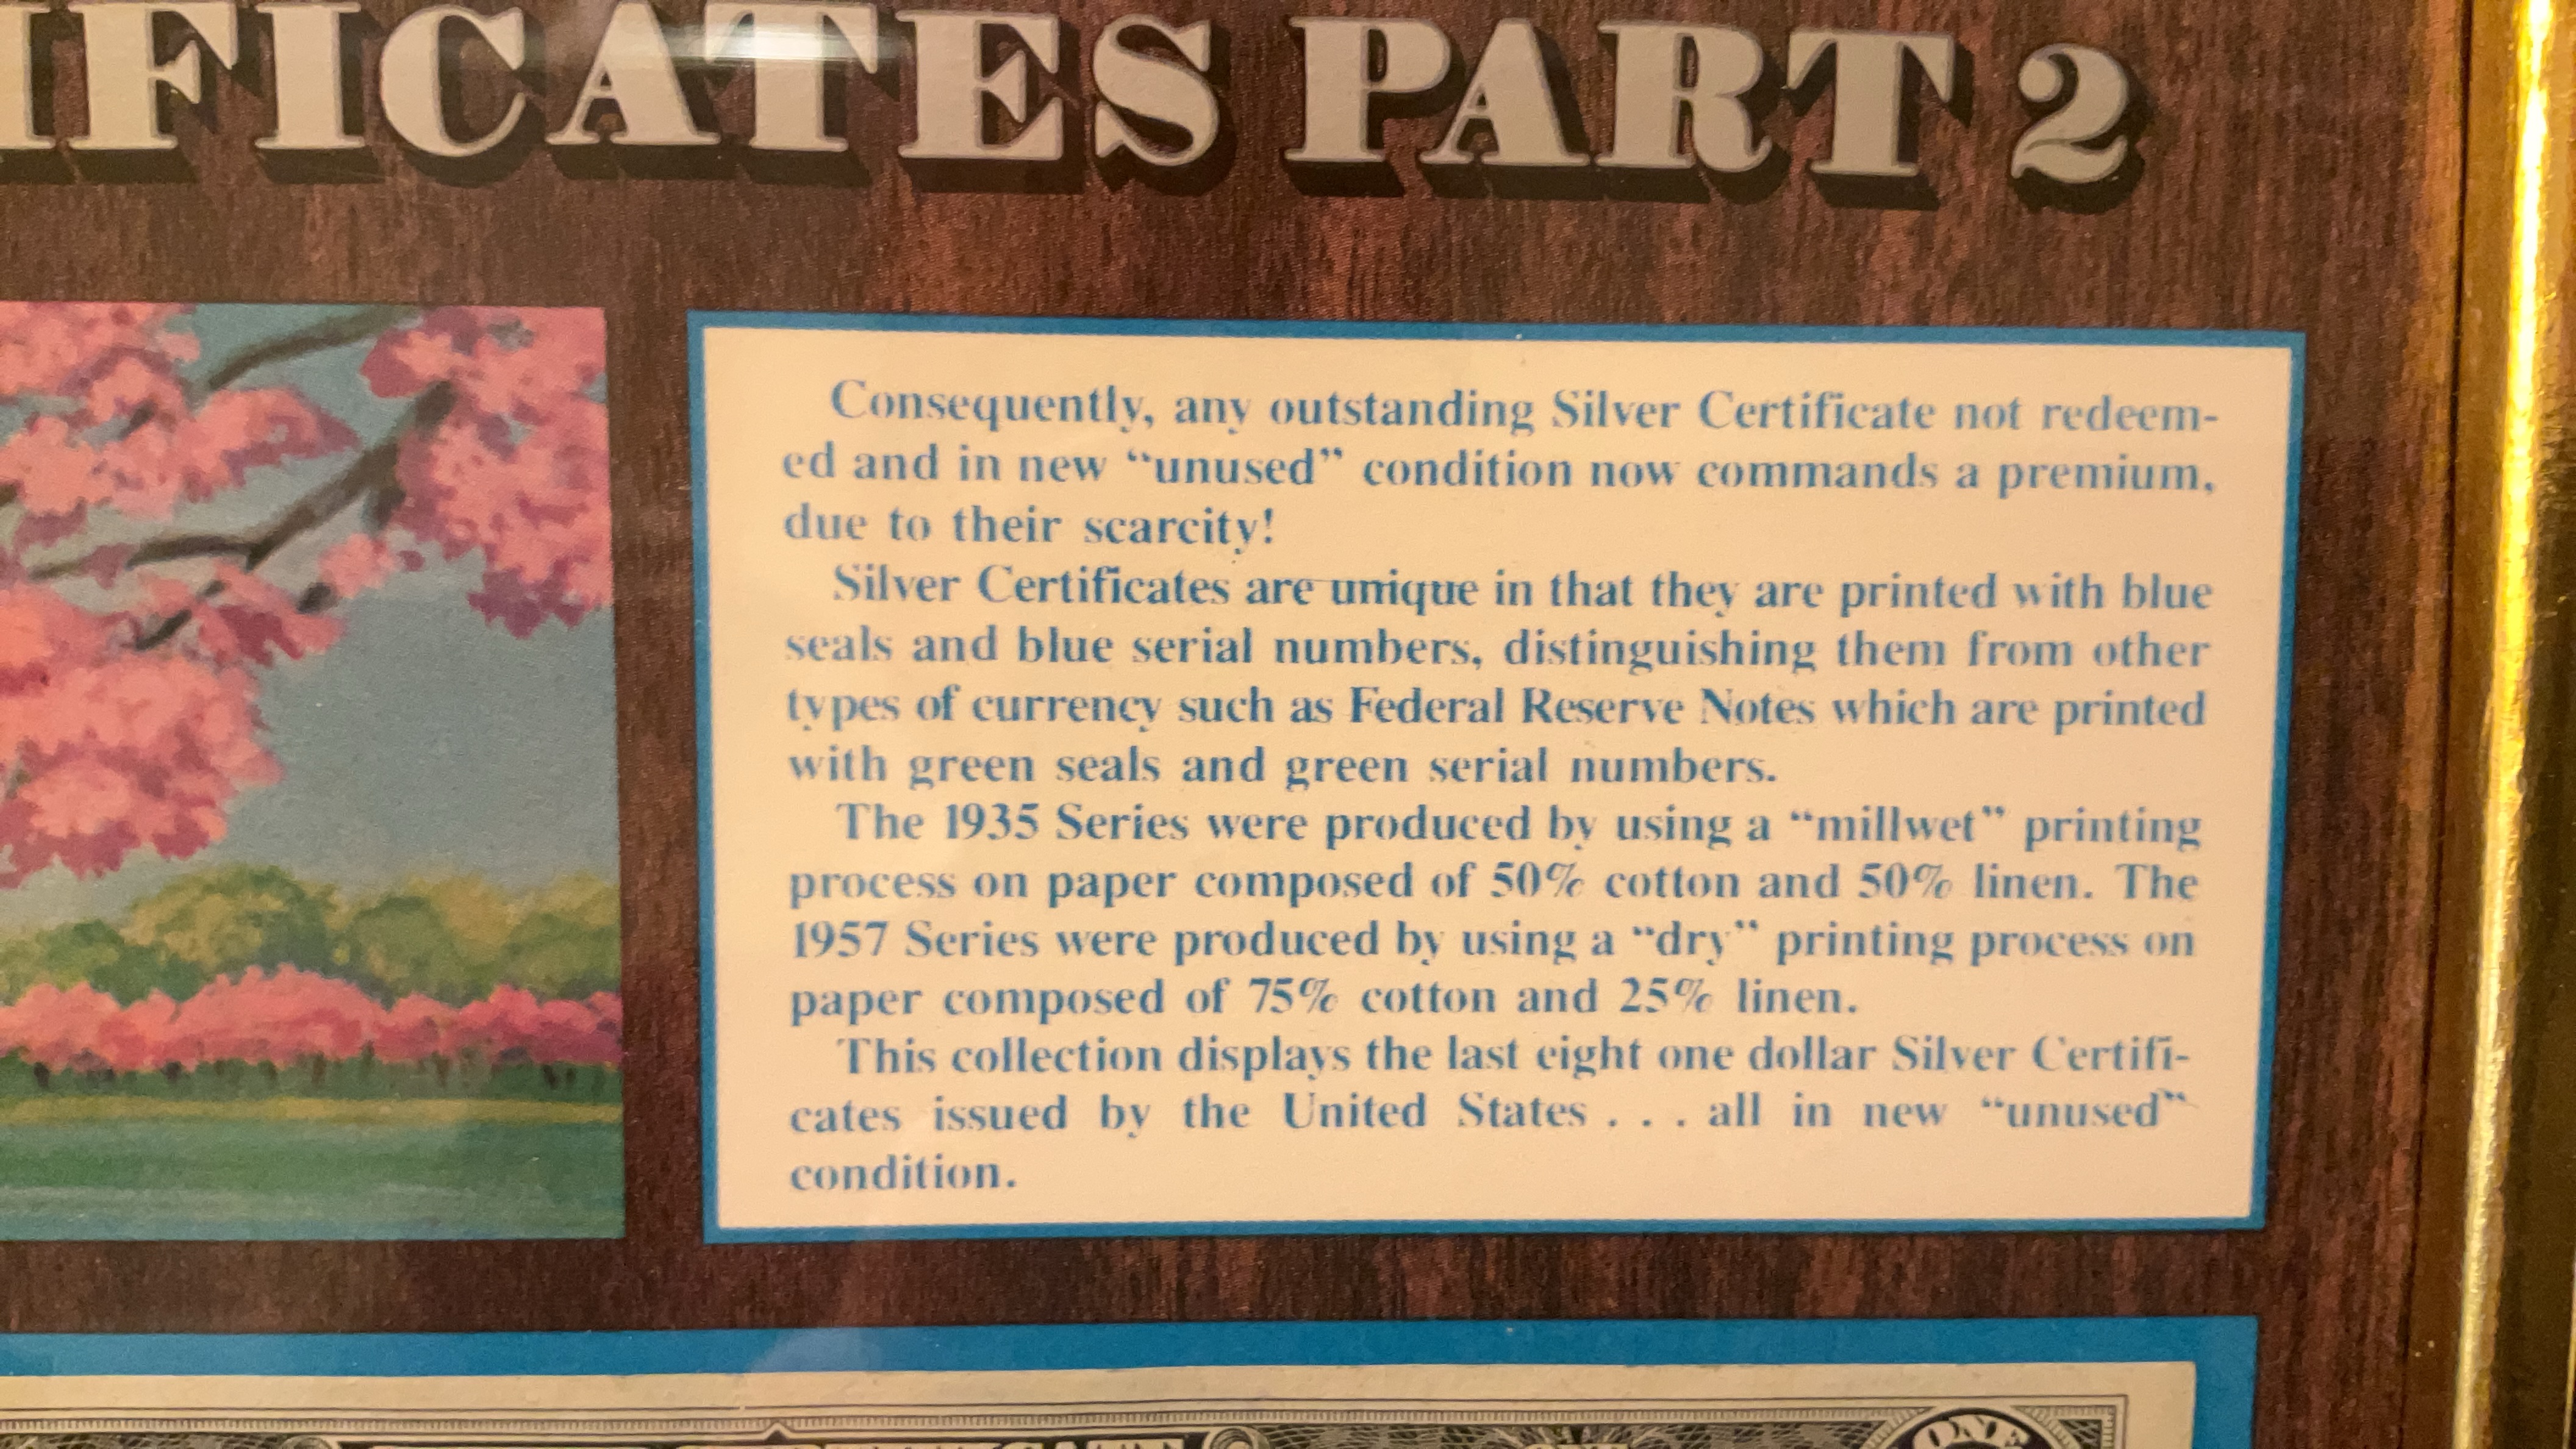 IFICATES PART 2
Consequently, any outstanding Silver Certificate not redeem-
ed and in new “unused” condition now commands a premium,
due to their scarcity!
Silver Certificates are unique in that they are printed with blue
seals and blue serial numbers, distinguishing them from other
types of currency such as Federal Reserve Notes which are printed
with green seals and green serial numbers.
The 1935 Series were produced by using a “millwet” printing
process on paper composed of 50% cotton and 50% linen. The
1957 Series were produced by using a “dry” printing process on
paper composed of 75% cotton and 25% linen.
This collection displays the last eight one dollar Silver Certifi-
cates issued by the United States . . . all in new “unused”
condition.
ONE